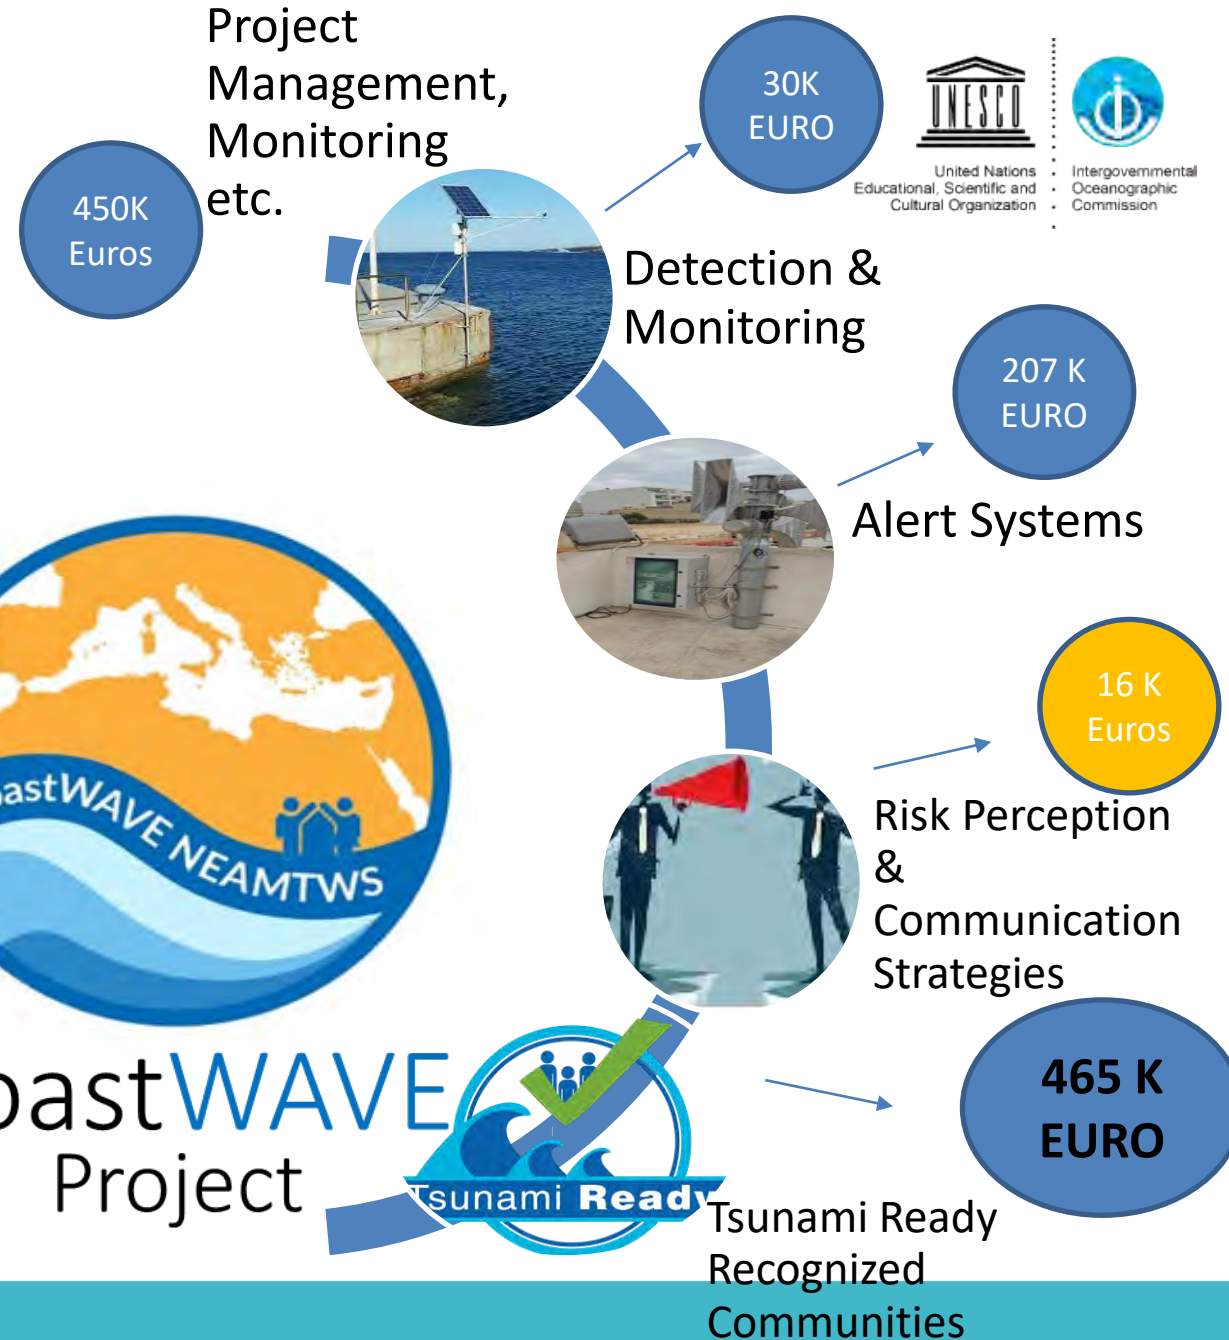 Project
Management,
Monitoring
etc.
450K
Euros
30K
EURO
UNESCO
United Nations
Educational, Scientific and
Cultural Organization
Intergovernmental
Oceanographic
Commission
Detection &
Monitoring
207 K
EURO
Alert Systems
16 K
Euros
Risk Perception
&
Communication
Strategies
astWAVE NEAMTWS
oastWAVE
Project
465 K
EURO
Tsunami Ready
Tsunami Ready
Recognized
Communities